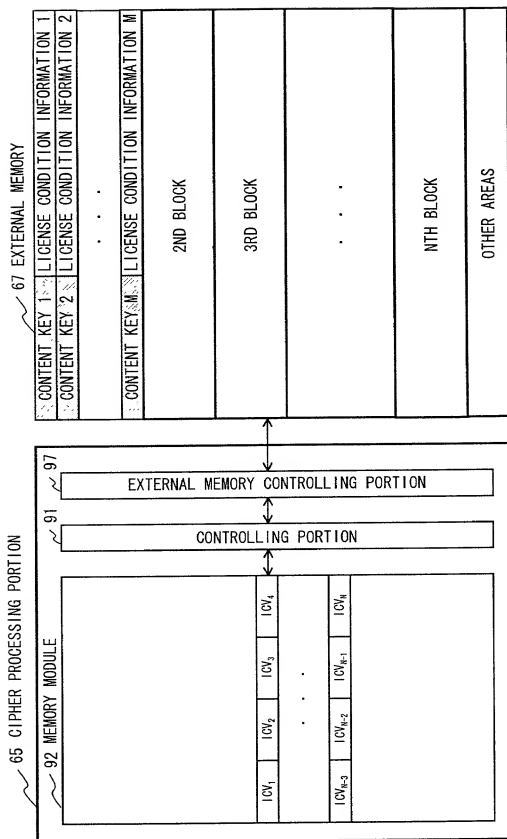 65 CIPHER PROCESSING PORTION
92 MEMORY MODULE
ICV1 ICV2 ICV3 ICV4
. . .
ICVN-3 ICVN-2 ICVN-1 ICVN
91
CONTROLLING PORTION
97
EXTERNAL MEMORY CONTROLLING PORTION
67 EXTERNAL MEMORY
CONTENT KEY 1 LICENSE CONDITION INFORMATION 1
CONTENT KEY 2 LICENSE CONDITION INFORMATION 2
. . .
CONTENT KEY M LICENSE CONDITION INFORMATION M
2ND BLOCK
3RD BLOCK
. . .
NTH BLOCK
OTHER AREAS